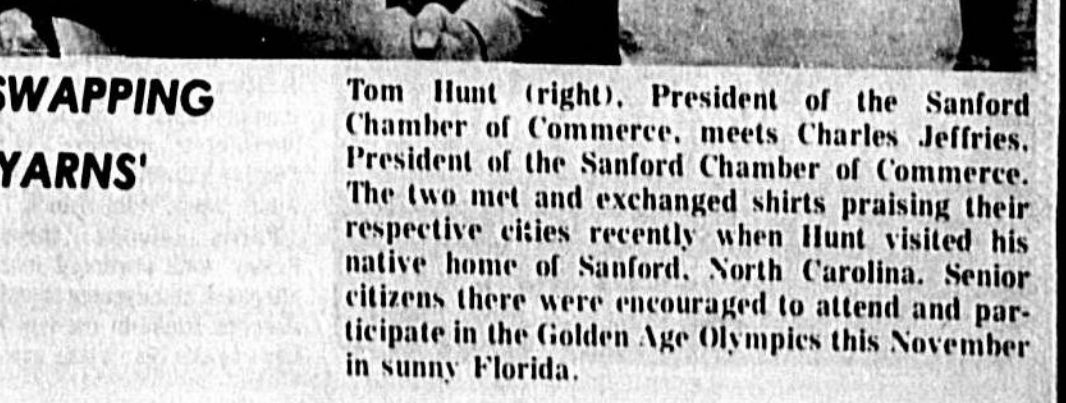 SWAPPING
YARNS'
Tom Hunt (right), President of the Sanford
Chamber of Commerce, meets Charles Jeffries,
President of the Sanford Chamber of Commerce.
The two met and exchanged shirts praising their
respective cities recently when Hunt visited his
native home of Sanford, North Carolina. Senior
citizens there were encouraged to attend and par-
ticipate in the Golden Age Olympics this November
in sunny Florida.